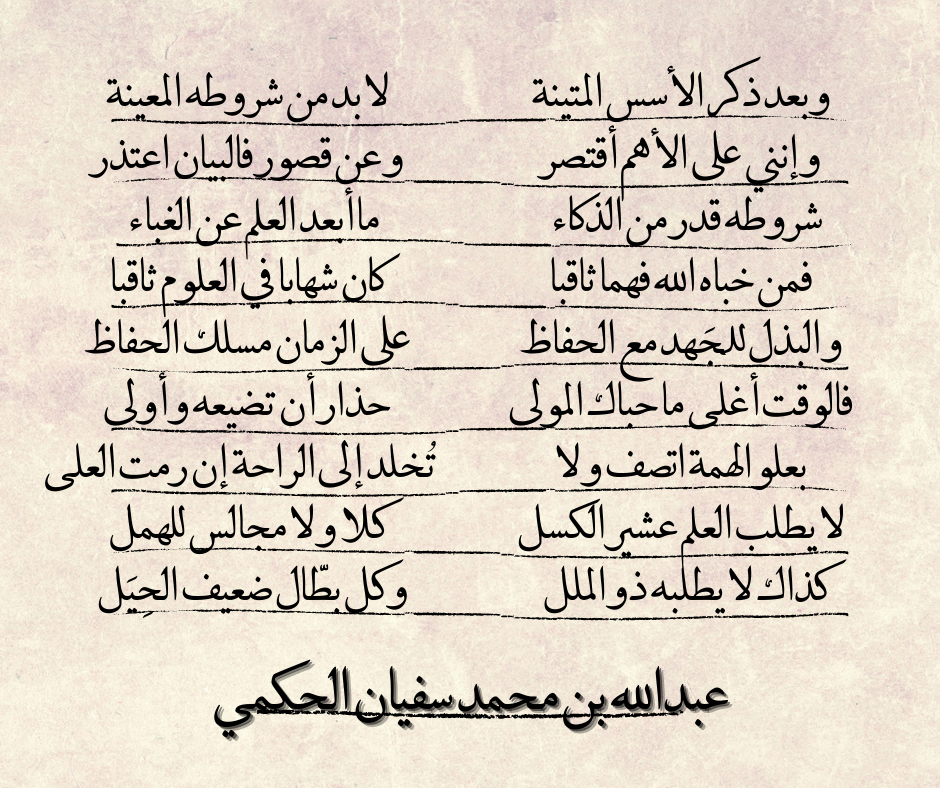 وبعد ذكر الأسس المتينة لابد من شروطه المعينة
وإنني على الأهم أقتصر وعن قصور فالبيان اعتذر
شروطه قدر من الذكاء ما أبعد العلم عن الغباء
فمن خباه الله فهما ثاقبا كان شهابا في العلوم ثاقبا
والبذل للجَهد مع الحفاظ على الزمان مسلك الحفاظ
فالوقت أغلى ما حباك المولى حذار أن تضيعه وأولى
بعلو الهمة اتصف ولا تُخلد إلى الراحة إن رمت العلى
لا يطلب العلم عشير الكسل كلا ولا مجالس للهمل
كذاك لا يطلبه ذو الملل وكل بطّال ضعيف الحِيَل
عبدالله بن محمد سفيان الحكمي